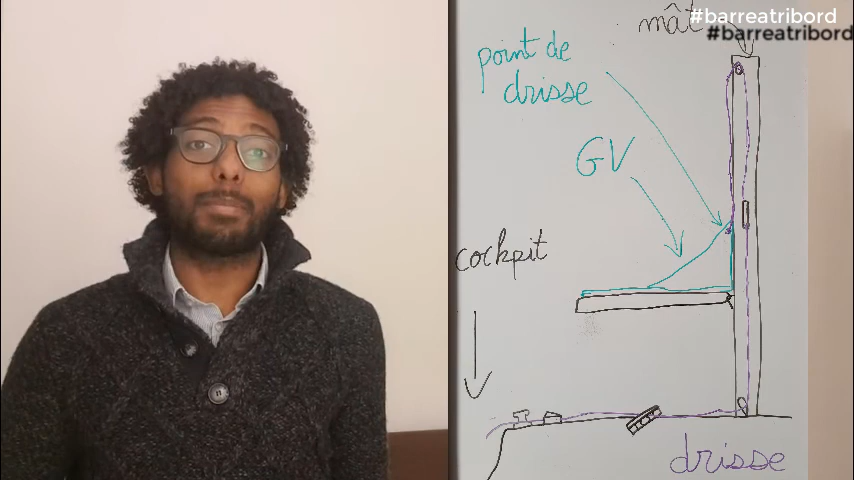 #barreatribord
#barreatribord
mât
point de
drisse
GV
cockpit
drisse